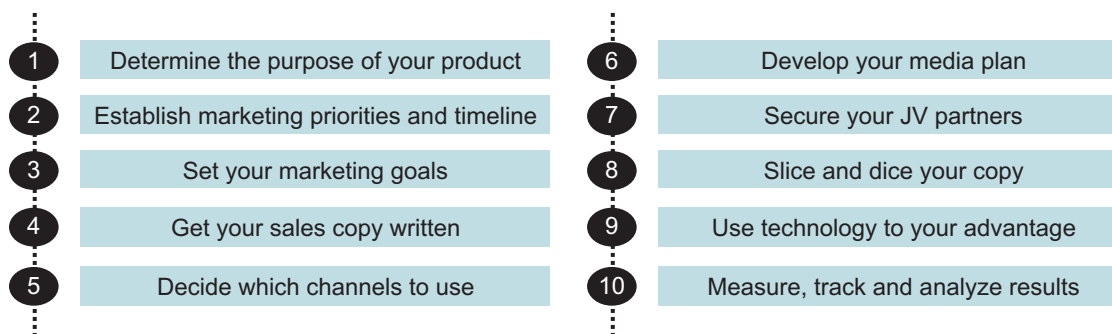 1 Determine the purpose of your product
2 Establish marketing priorities and timeline
3 Set your marketing goals
4 Get your sales copy written
5 Decide which channels to use
6 Develop your media plan
7 Secure your JV partners
8 Slice and dice your copy
9 Use technology to your advantage
10 Measure, track and analyze results